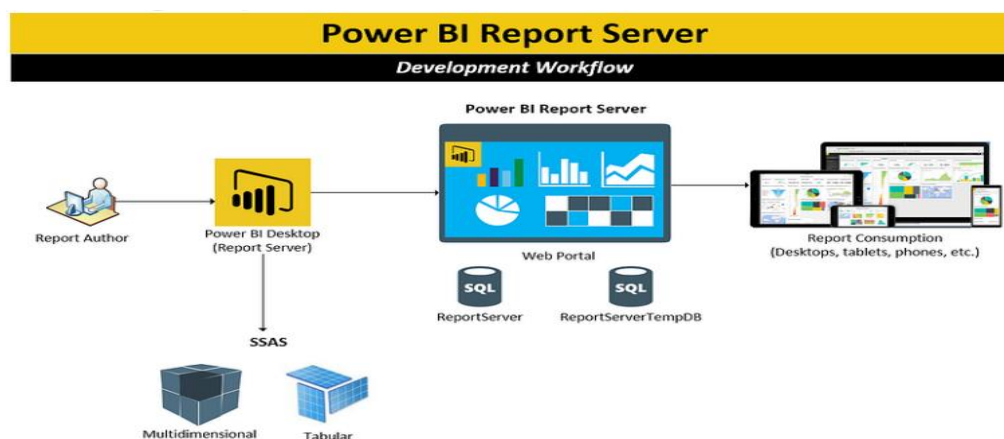 Power BI Report Server
Development Workflow
Power BI Report Server
Report Author
Power BI Desktop
(Report Server)
Web Portal
Report Consumption
(Desktops, tablets, phones, etc.)
SQL
SQL
ReportServer
ReportServerTempDB
SSAS
Multidimensional
Tabular